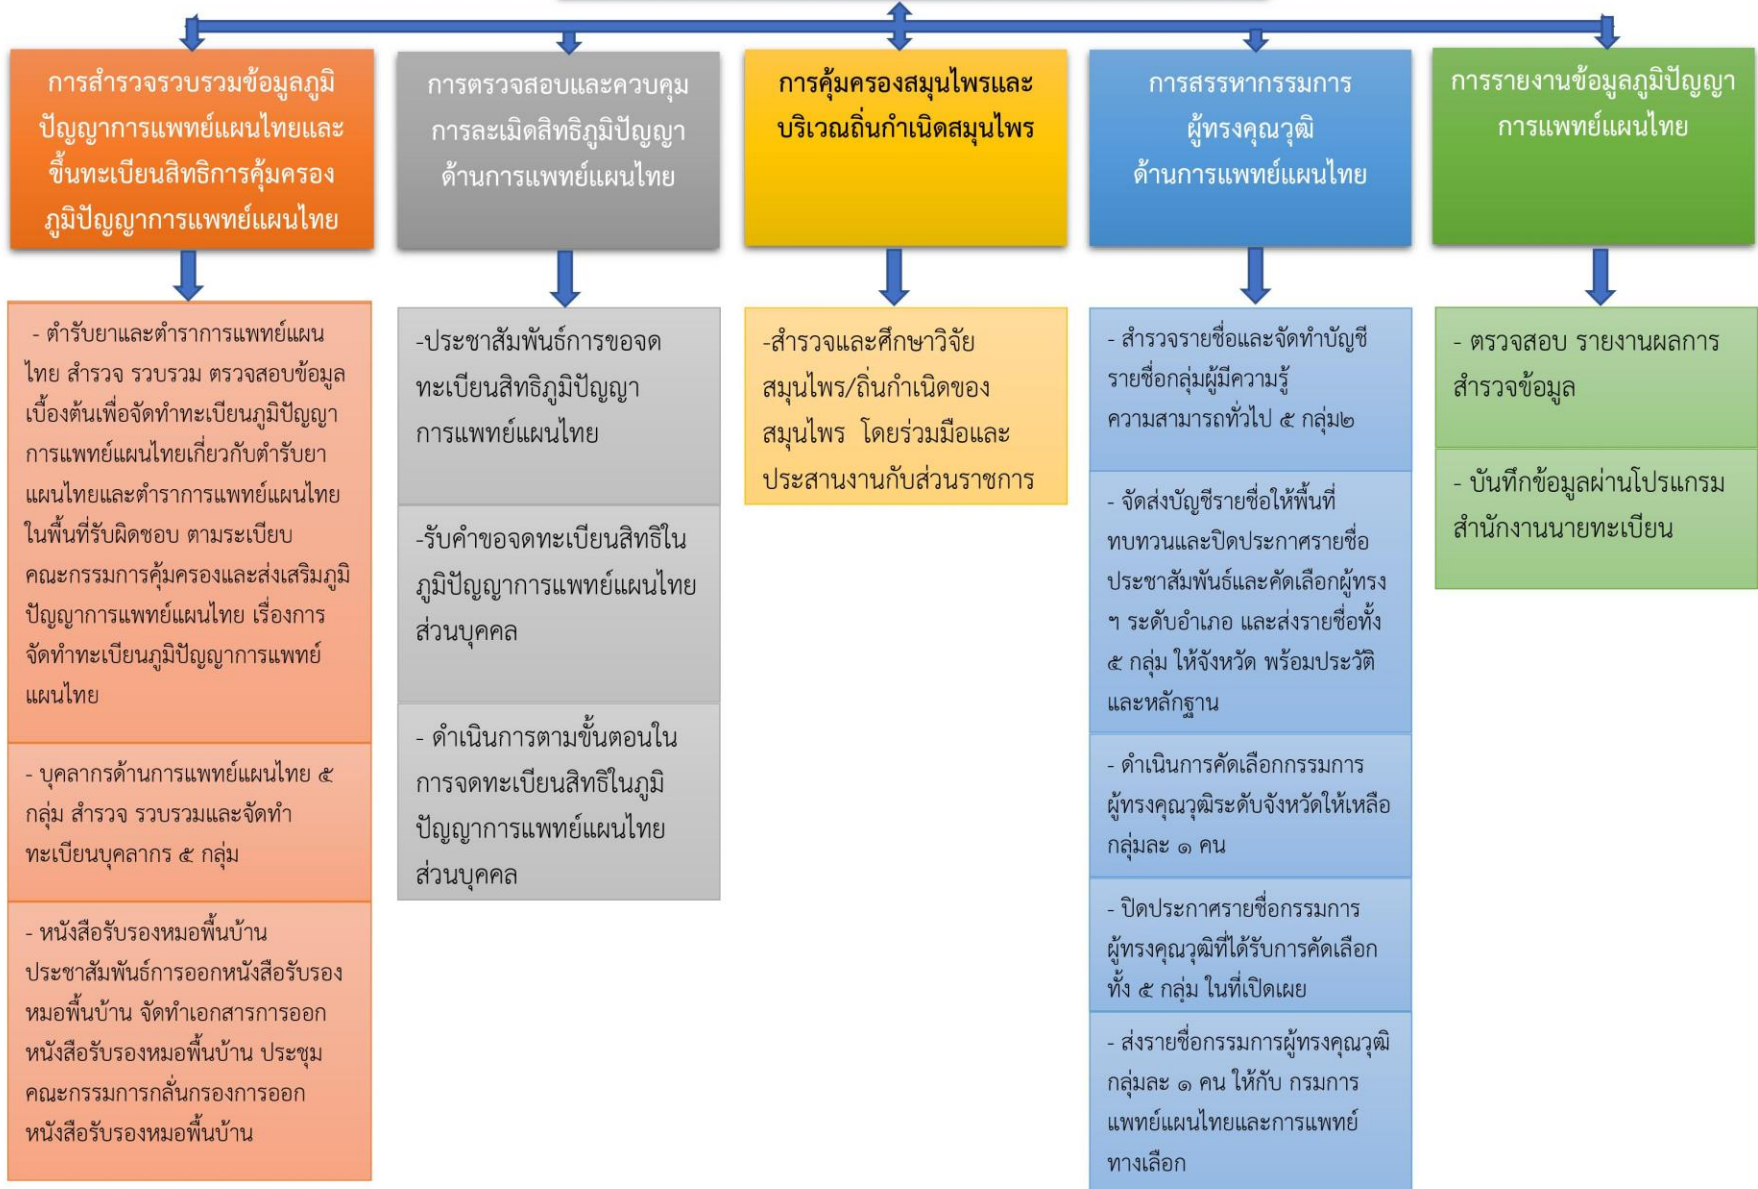 การสำรวจรวบรวมข้อมูลภูมิ
ปัญญาการแพทย์แผนไทยและ
ขึ้นทะเบียนสิทธิการคุ้มครอง
ภูมิปัญญาการแพทย์แผนไทย
- ตำรับยาและตำราการแพทย์แผน
ไทย สำรวจ รวบรวม ตรวจสอบข้อมูล
เบื้องต้นเพื่อจัดทำทะเบียนภูมิปัญญา
การแพทย์แผนไทยเกี่ยวกับตำรับยา
แผนไทยและตำราการแพทย์แผนไทย
ในพื้นที่รับผิดชอบ ตามระเบียบ
คณะกรรมการคุ้มครองและส่งเสริมภูมิ
ปัญญาการแพทย์แผนไทย เรื่องการ
จัดทำทะเบียนภูมิปัญญาการแพทย์
แผนไทย
- บุคลากรด้านการแพทย์แผนไทย ๕
กลุ่ม สำรวจ รวบรวมและจัดทำ
ทะเบียนบุคลากร ๕ กลุ่ม
- หนังสือรับรองหมอพื้นบ้าน
ประชาสัมพันธ์การออกหนังสือรับรอง
หมอพื้นบ้าน จัดทำเอกสารการออก
หนังสือรับรองหมอพื้นบ้าน ประชุม
คณะกรรมการกลั่นกรองการออก
หนังสือรับรองหมอพื้นบ้าน
การตรวจสอบและควบคุม
การละเมิดสิทธิภูมิปัญญา
ด้านการแพทย์แผนไทย
-ประชาสัมพันธ์การขอจด
ทะเบียนสิทธิภูมิปัญญา
การแพทย์แผนไทย
-รับคำขอจดทะเบียนสิทธิใน
ภูมิปัญญาการแพทย์แผนไทย
ส่วนบุคคล
- ดำเนินการตามขั้นตอนใน
การจดทะเบียนสิทธิในภูมิ
ปัญญาการแพทย์แผนไทย
ส่วนบุคคล
การคุ้มครองสมุนไพรและ
บริเวณถิ่นกำเนิดสมุนไพร
-สำรวจและศึกษาวิจัย
สมุนไพร/ถิ่นกำเนิดของ
สมุนไพร โดยร่วมมือและ
ประสานงานกับส่วนราชการ
การสรรหากรรมการ
ผู้ทรงคุณวุฒิ
ด้านการแพทย์แผนไทย
- สำรวจรายชื่อและจัดทำบัญชี
รายชื่อกลุ่มผู้มีความรู้
ความสามารถทั่วไป ๕ กลุ่ม๒
- จัดส่งบัญชีรายชื่อให้พื้นที่
ทบทวนและปิดประกาศรายชื่อ
ประชาสัมพันธ์และคัดเลือกผู้ทรง
ฯ ระดับอำเภอ และส่งรายชื่อทั้ง
๕ กลุ่ม ให้จังหวัด พร้อมประวัติ
และหลักฐาน
- ดำเนินการคัดเลือกกรรมการ
ผู้ทรงคุณวุฒิระดับจังหวัดให้เหลือ
กลุ่มละ ๑ คน
- ปิดประกาศรายชื่อกรรมการ
ผู้ทรงคุณวุฒิที่ได้รับการคัดเลือก
ทั้ง ๕ กลุ่ม ในที่เปิดเผย
- ส่งรายชื่อกรรมการผู้ทรงคุณวุฒิ
กลุ่มละ ๑ คน ให้กับ กรมการ
แพทย์แผนไทยและการแพทย์
ทางเลือก
การรายงานข้อมูลภูมิปัญญา
การแพทย์แผนไทย
- ตรวจสอบ รายงานผลการ
สำรวจข้อมูล
- บันทึกข้อมูลผ่านโปรแกรม
สำนักงานนายทะเบียน